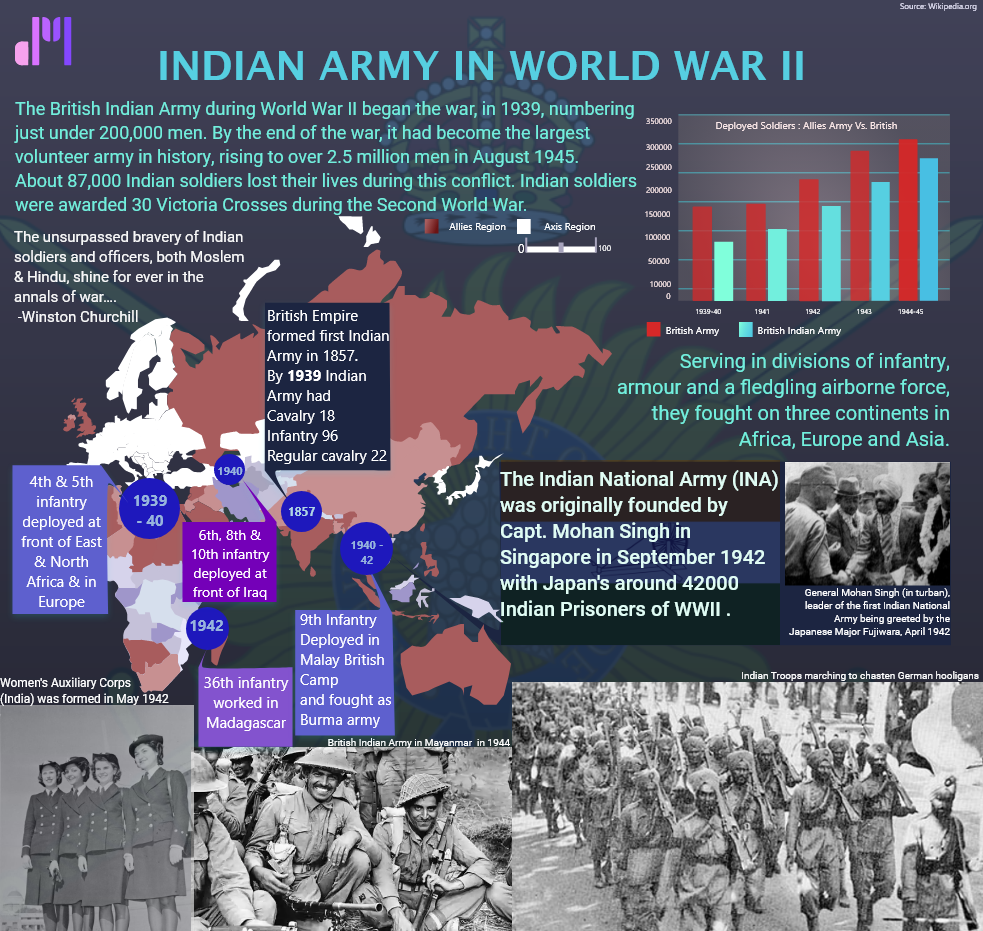 Source: Wikipedia.org
INDIAN ARMY IN WORLD WAR II
The British Indian Army during World War II began the war, in 1939, numbering
just under 200,000 men. By the end of the war, it had become the largest
volunteer army in history, rising to over 2.5 million men in August 1945.
About 87,000 Indian soldiers lost their lives during this conflict. Indian soldiers
were awarded 30 Victoria Crosses during the Second World War.
Deployed Soldiers : Allies Army Vs. British
350000
300000
250000
200000
150000
100000
50000
10000
0
1939-40
1941
1942
1943
1944-45
British Army
British Indian Army
Allies Region
Axis Region
0
100
The unsurpassed bravery of Indian
soldiers and officers, both Moslem
& Hindu, shine for ever in the
annals of war....
-Winston Churchill
British Empire
formed first Indian
Army in 1857.
By 1939 Indian
Army had
Cavalry 18
Infantry 96
Regular cavalry 22
Serving in divisions of infantry,
armour and a fledgling airborne force,
they fought on three continents in
Africa, Europe and Asia.
4th & 5th
infantry
deployed at
front of East
& North
Africa & in
Europe
1939
- 40
1940
1857
1940 -
42
1942
6th, 8th &
10th infantry
deployed at
front of Iraq
9th Infantry
Deployed in
Malay British
Camp
and fought as
Burma army
36th infantry
worked in
Madagascar
The Indian National Army (INA)
was originally founded by
Capt. Mohan Singh in
Singapore in September 1942
with Japan's around 42000
Indian Prisoners of WWII .
General Mohan Singh (in turban),
leader of the first Indian National
Army being greeted by the
Japanese Major Fujiwara, April 1942
Women's Auxiliary Corps
(India) was formed in May 1942
British Indian Army in Mayanmar in 1944
Indian Troops marching to chasten German hooligans